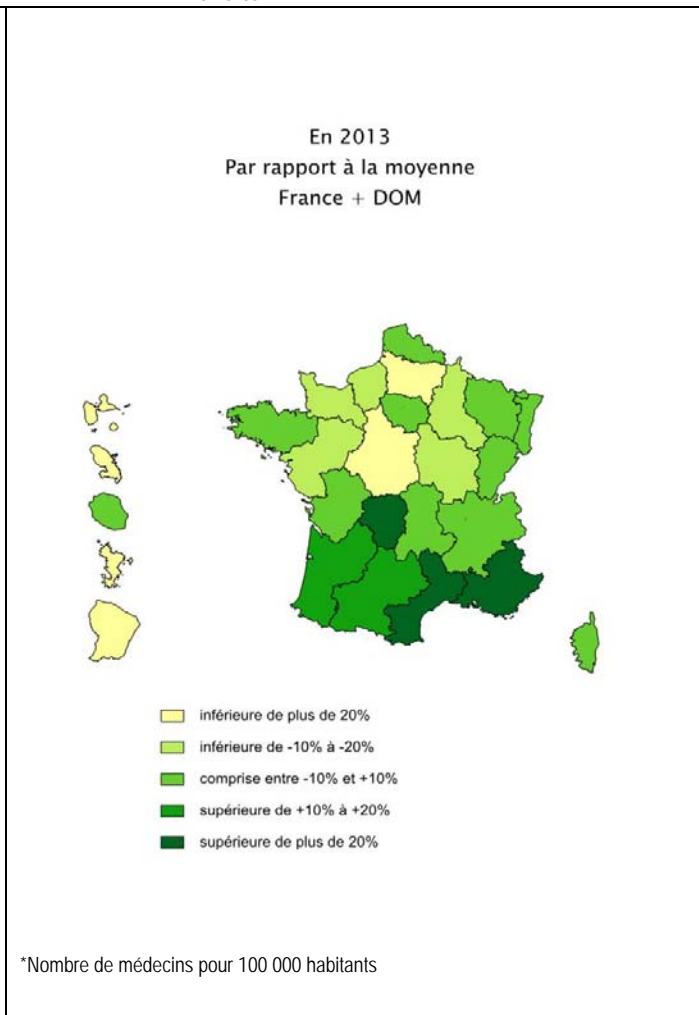 En 2013
Par rapport à la moyenne
France + DOM
inférieure de plus de 20%
inférieure de -10% à -20%
comprise entre -10% et +10%
supérieure de +10% à +20%
supérieure de plus de 20%
*Nombre de médecins pour 100 000 habitants